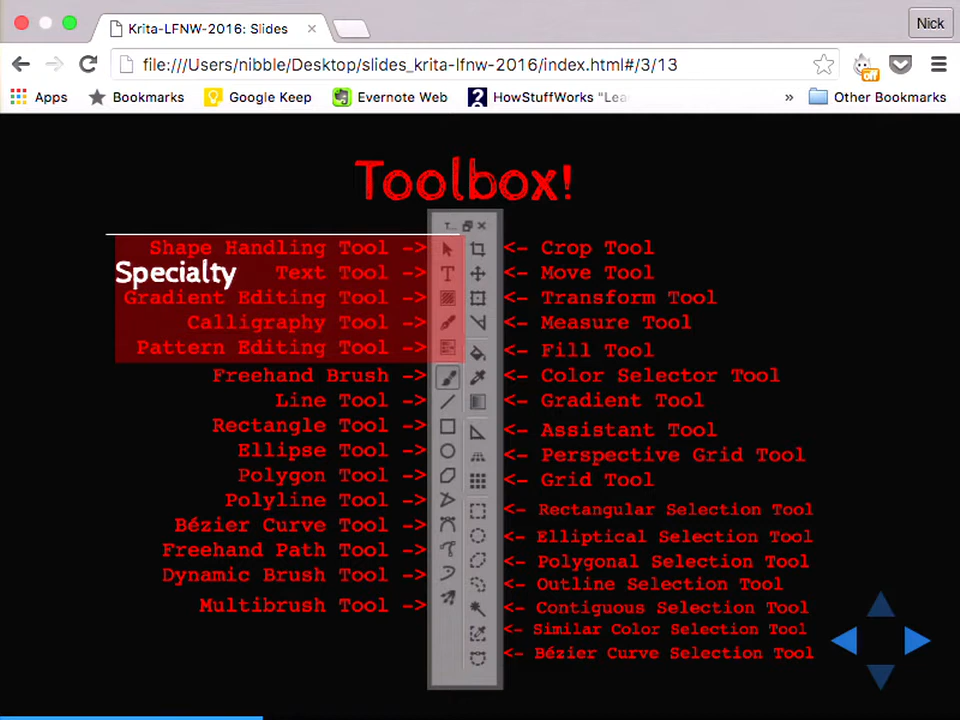 Krita-LFNW-2016: Slides
Nick
file:///Users/nibble/Desktop/slides_krita-lfnw-2016/index.html#/3/13
off
Apps Bookmarks Google Keep Evernote Web HowStuffWorks "Lea » Other Bookmarks
Toolbox!
T...
Shape Handling Tool -> <- Crop Tool
Specialty
Text Tool -> <- Move Tool
Gradient Editing Tool -> <- Transform Tool
Calligraphy Tool -> <- Measure Tool
Pattern Editing Tool -> <- Fill Tool
Freehand Brush -> <- Color Selector Tool
Line Tool -> <- Gradient Tool
Rectangle Tool -> <- Assistant Tool
Ellipse Tool -> <- Perspective Grid Tool
Polygon Tool -> <- Grid Tool
Polyline Tool -> <- Rectangular Selection Tool
Bézier Curve Tool -> <- Elliptical Selection Tool
Freehand Path Tool -> <- Polygonal Selection Tool
Dynamic Brush Tool -> <- Outline Selection Tool
Multibrush Tool -> <- Contiguous Selection Tool
<- Similar Color Selection Tool
<- Bézier Curve Selection Tool